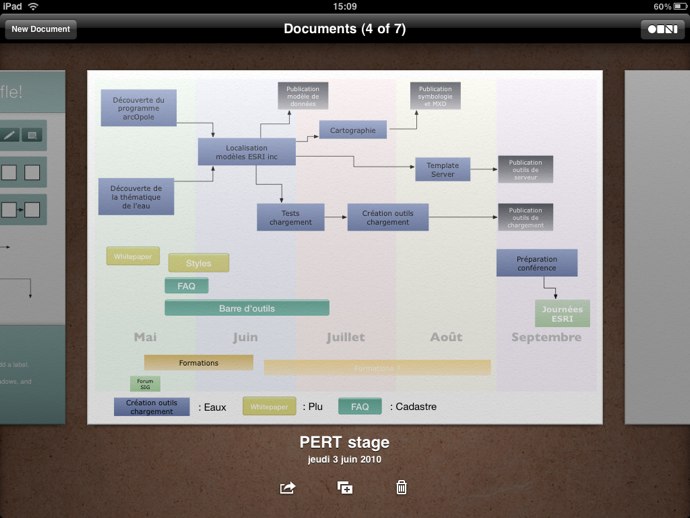 iPad
15:09
60%
New Document
Documents (4 of 7)
fle!
dd a label.
ndows, and
Découverte du
programme
arcOpole
Publication
modèle de
données
Publication
symbologie
et MXD
Cartographie
Localisation
modèles ESRI inc
Template
Server
Publication
outils de
serveur
Découverte de
la thématique
de l'eau
Tests
chargement
Création outils
chargement
Publication
outils de
chargement
Whitepaper
Styles
Préparation
conférence
FAQ
Barre d'outils
Journées
ESRI
Mai
Juin
Juillet
Août
Septembre
Formations
Formations
Forum
SIG
Création outils
chargement
: Eaux
Whitepaper
: Plu
FAQ
: Cadastre
PERT stage
jeudi 3 juin 2010